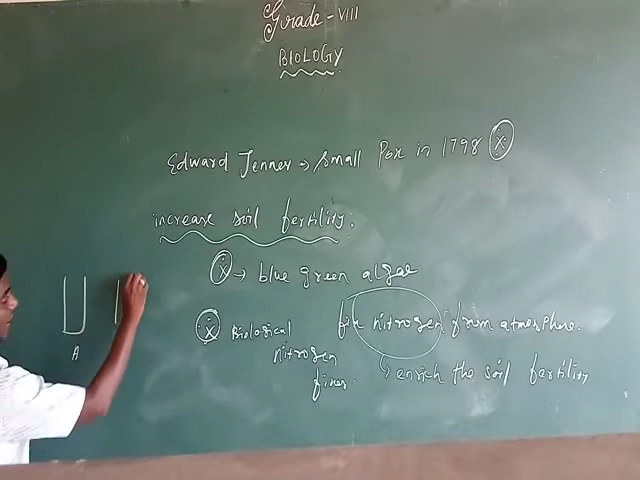 Grade - VIII
BIOLOGY
Edward Jenner → small Pox in 1798 (x)
increase soil fertility:
(x) → blue green algae
(x) Biological fix nitrogen from atmosphere.
nitrogen ↳ enrich the soil fertility
fixers.
A